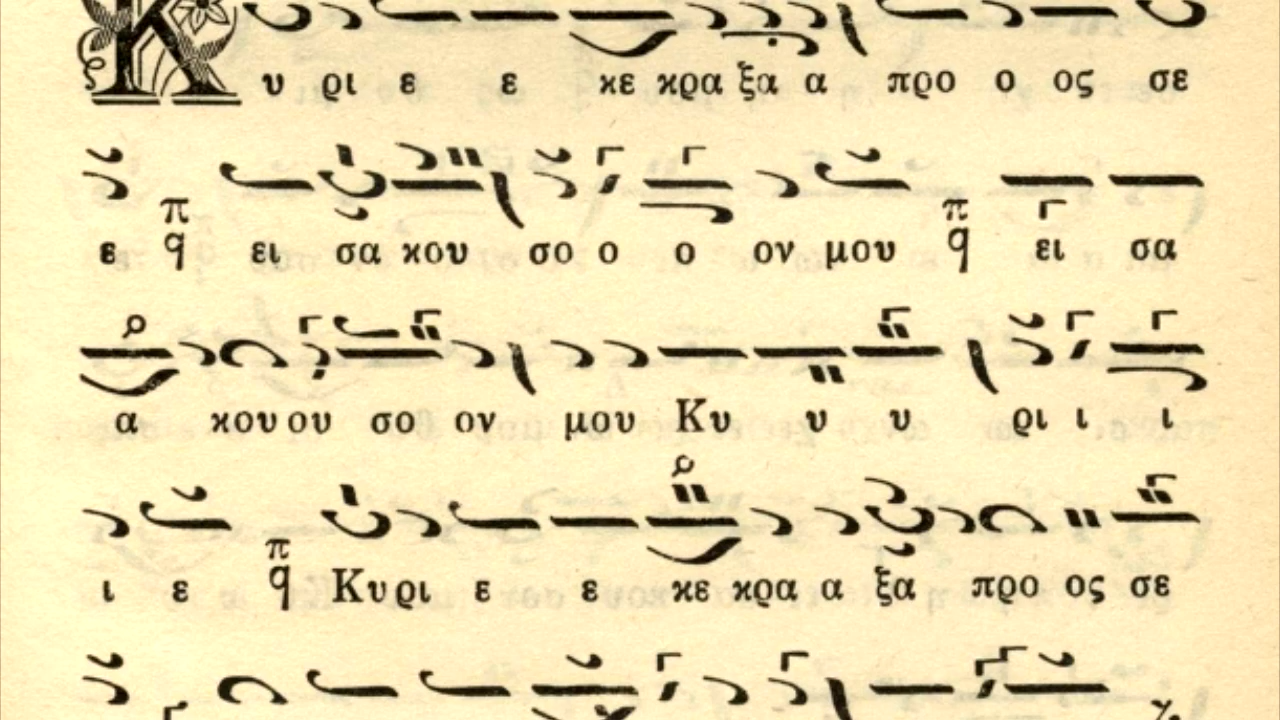 Κ υ ρι ε ε κε κρα ξα α προ ο ος σε
ε π ϥ ει σα κου σο ο ο ον μου π ϥ ει σα
α κου ου σο ον μου Κυ υ υ ρι ι ι
ι ε π ϥ Κυ ρι ε ε κε κρα α ξα προ ος σε